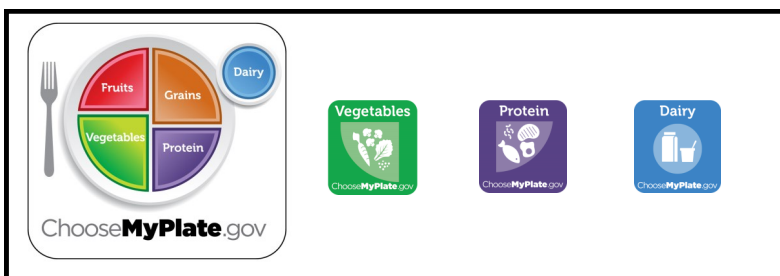 Fruits
Grains
Dairy
Vegetables
Protein
ChooseMyPlate.gov
Vegetables
ChooseMyPlate.gov
Protein
ChooseMyPlate.gov
Dairy
ChooseMyPlate.gov